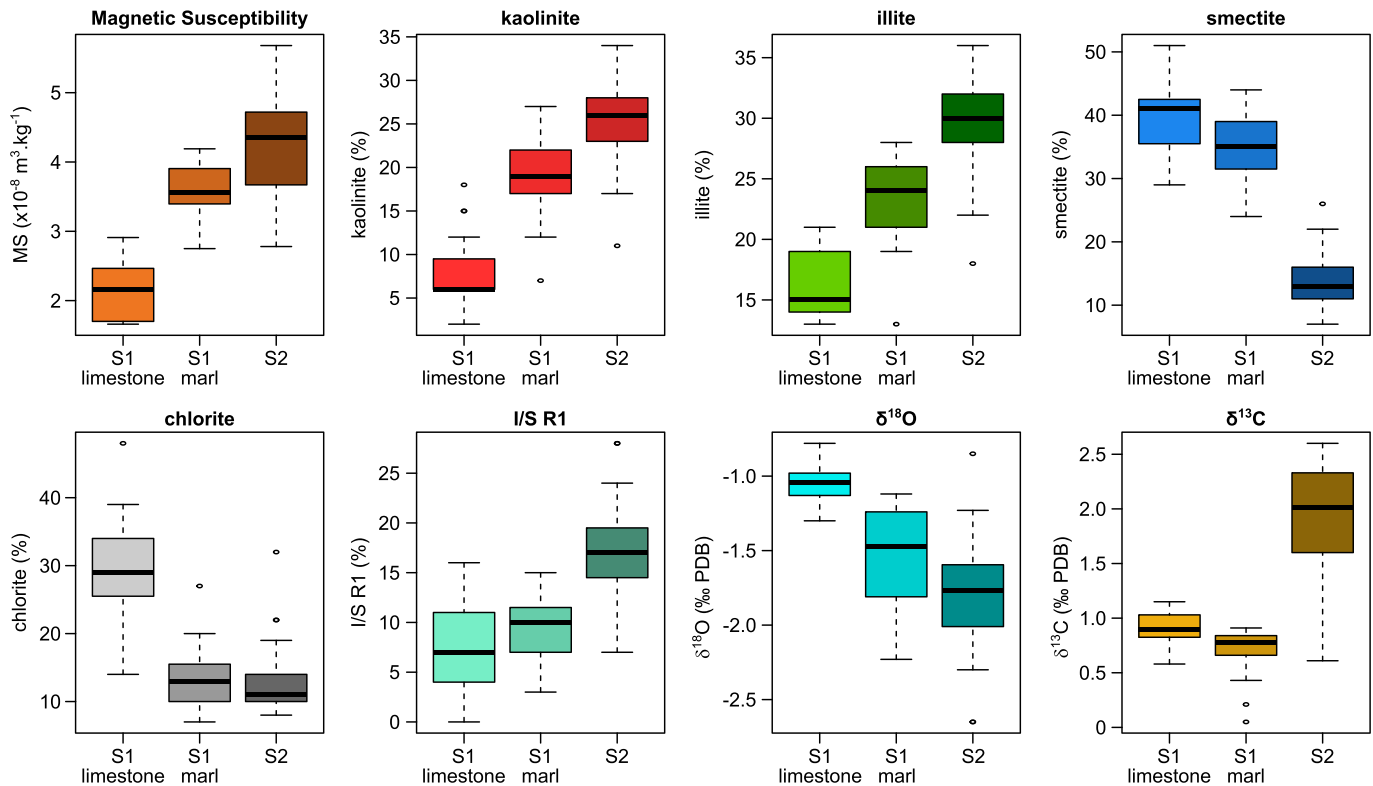 Magnetic Susceptibility
MS (x10⁻⁸ m³.kg⁻¹)
5
4
3
2
S1
limestone
S1
marl
S2
kaolinite
kaolinite (%)
35
30
25
20
15
10
5
S1
limestone
S1
marl
S2
illite
illite (%)
35
30
25
20
15
S1
limestone
S1
marl
S2
smectite
smectite (%)
50
40
30
20
10
S1
limestone
S1
marl
S2
chlorite
chlorite (%)
40
30
20
10
S1
limestone
S1
marl
S2
I/S R1
I/S R1 (%)
25
20
15
10
5
0
S1
limestone
S1
marl
S2
δ¹⁸O
δ¹⁸O (‰ PDB)
-1.0
-1.5
-2.0
-2.5
S1
limestone
S1
marl
S2
δ¹³C
δ¹³C (‰ PDB)
2.5
2.0
1.5
1.0
0.5
0
S1
limestone
S1
marl
S2